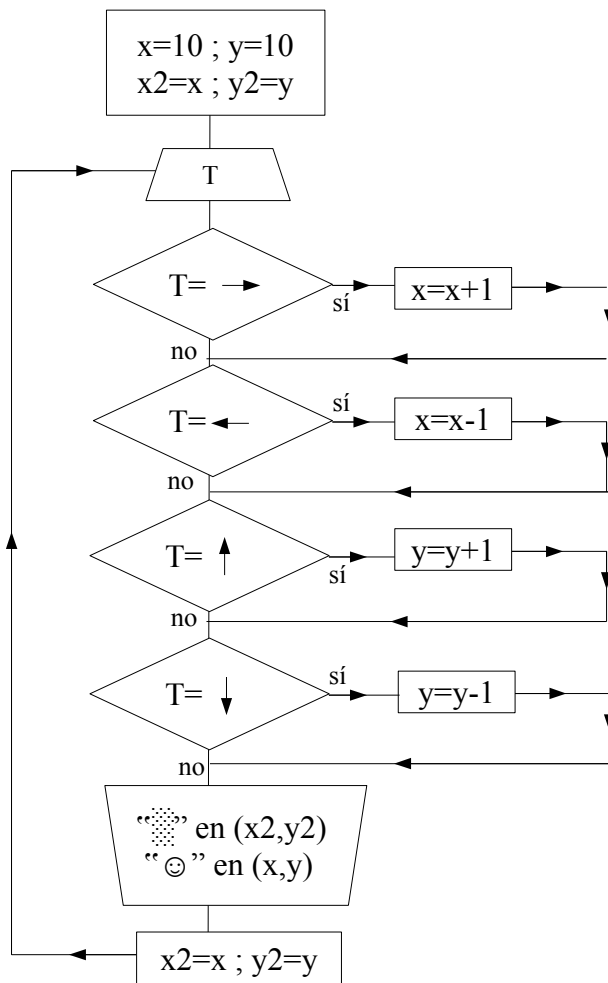 x=10 ; y=10
x2=x ; y2=y
T
T= →
sí
x=x+1
no
T= ←
sí
x=x-1
no
T= ↑
sí
y=y+1
no
T= ↓
sí
y=y-1
no
“░” en (x2,y2)
“☺” en (x,y)
x2=x ; y2=y